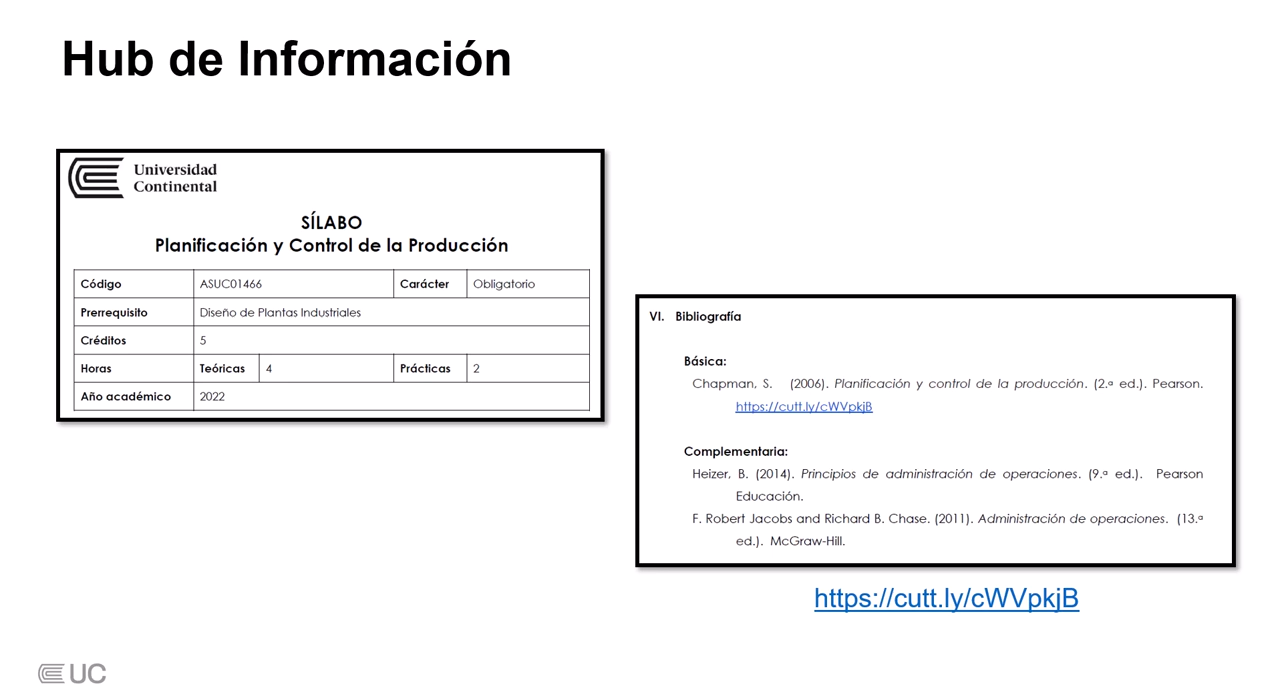 Hub de Información
Universidad
Continental
SÍLABO
Planificación y Control de la Producción
Código ASUC01466 Carácter Obligatorio
Prerrequisito Diseño de Plantas Industriales
Créditos 5
Horas Teóricas 4 Prácticas 2
Año académico 2022
VI. Bibliografía
Básica:
Chapman, S. (2006). Planificación y control de la producción. (2.ª ed.). Pearson.
https://cutt.ly/cWVpkjB
Complementaria:
Heizer, B. (2014). Principios de administración de operaciones. (9.ª ed.). Pearson
Educación.
F. Robert Jacobs and Richard B. Chase. (2011). Administración de operaciones. (13.ª
ed.). McGraw-Hill.
https://cutt.ly/cWVpkjB
UC